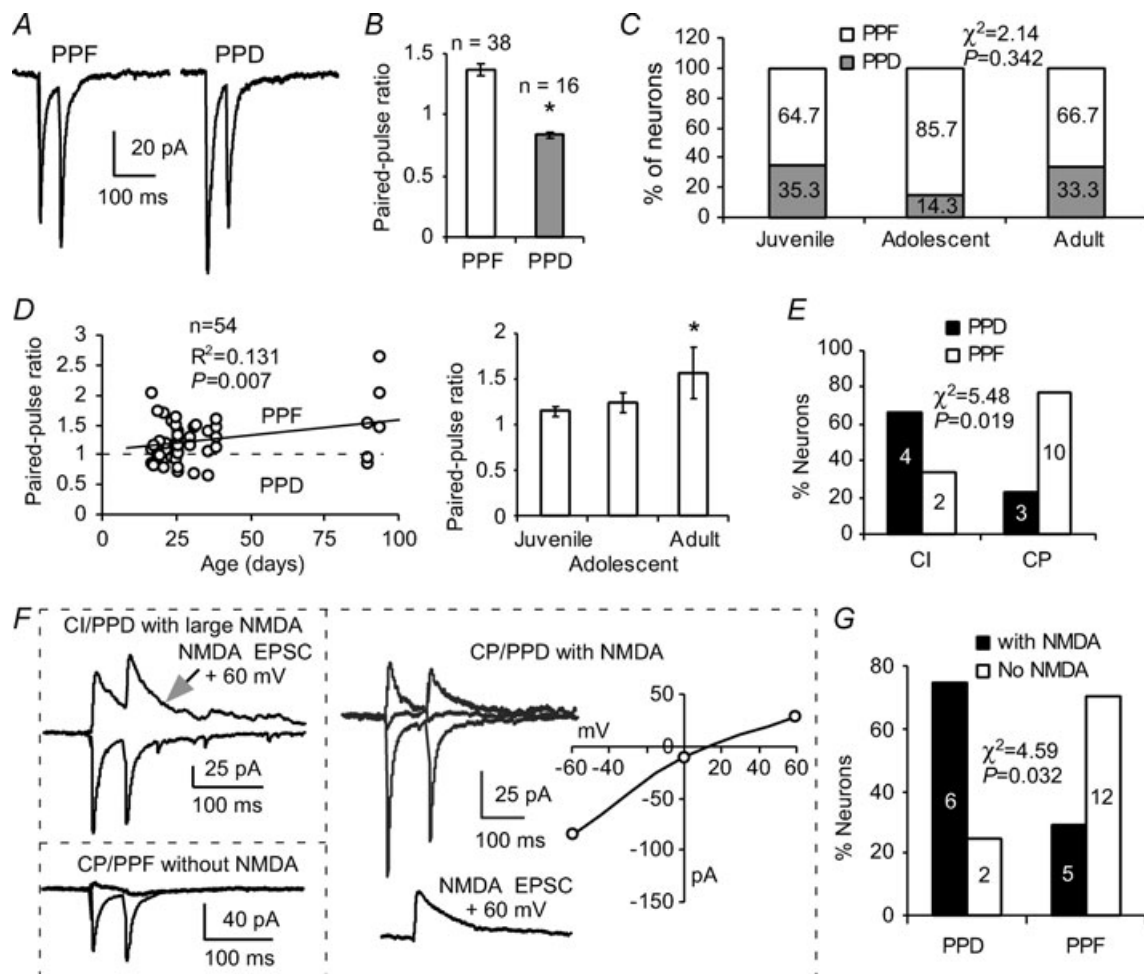 A
PPF PPD
20 pA
100 ms
B
n = 38
n = 16
*
Paired-pulse ratio
1.5
1
0.5
0
PPF PPD
C
PPF
PPD
χ²=2.14
P=0.342
% of neurons
120
100
80
60
40
20
0
64.7 85.7 66.7
35.3 14.3 33.3
Juvenile Adolescent Adult
D
n=54
R²=0.131
P=0.007
Paired-pulse ratio
3
2.5
2
1.5
1
0.5
0
PPF
PPD
0 25 50 75 100
Age (days)
Paired-pulse ratio
2
1.5
1
0.5
0
*
Juvenile Adult
Adolescent
E
PPD
PPF
χ²=5.48
P=0.019
% Neurons
100
80
60
40
20
0
4 2 3 10
CI CP
F
CI/PPD with large NMDA
NMDA EPSC
+ 60 mV
25 pA
100 ms
CP/PPF without NMDA
40 pA
100 ms
CP/PPD with NMDA
25 pA
100 ms
NMDA EPSC
+ 60 mV
mV
-60 -40 -20 0 20 40 60
50
0
-50
-100
-150
pA
G
with NMDA
No NMDA
χ²=4.59
P=0.032
% Neurons
80
60
40
20
0
6 2 5 12
PPD PPF